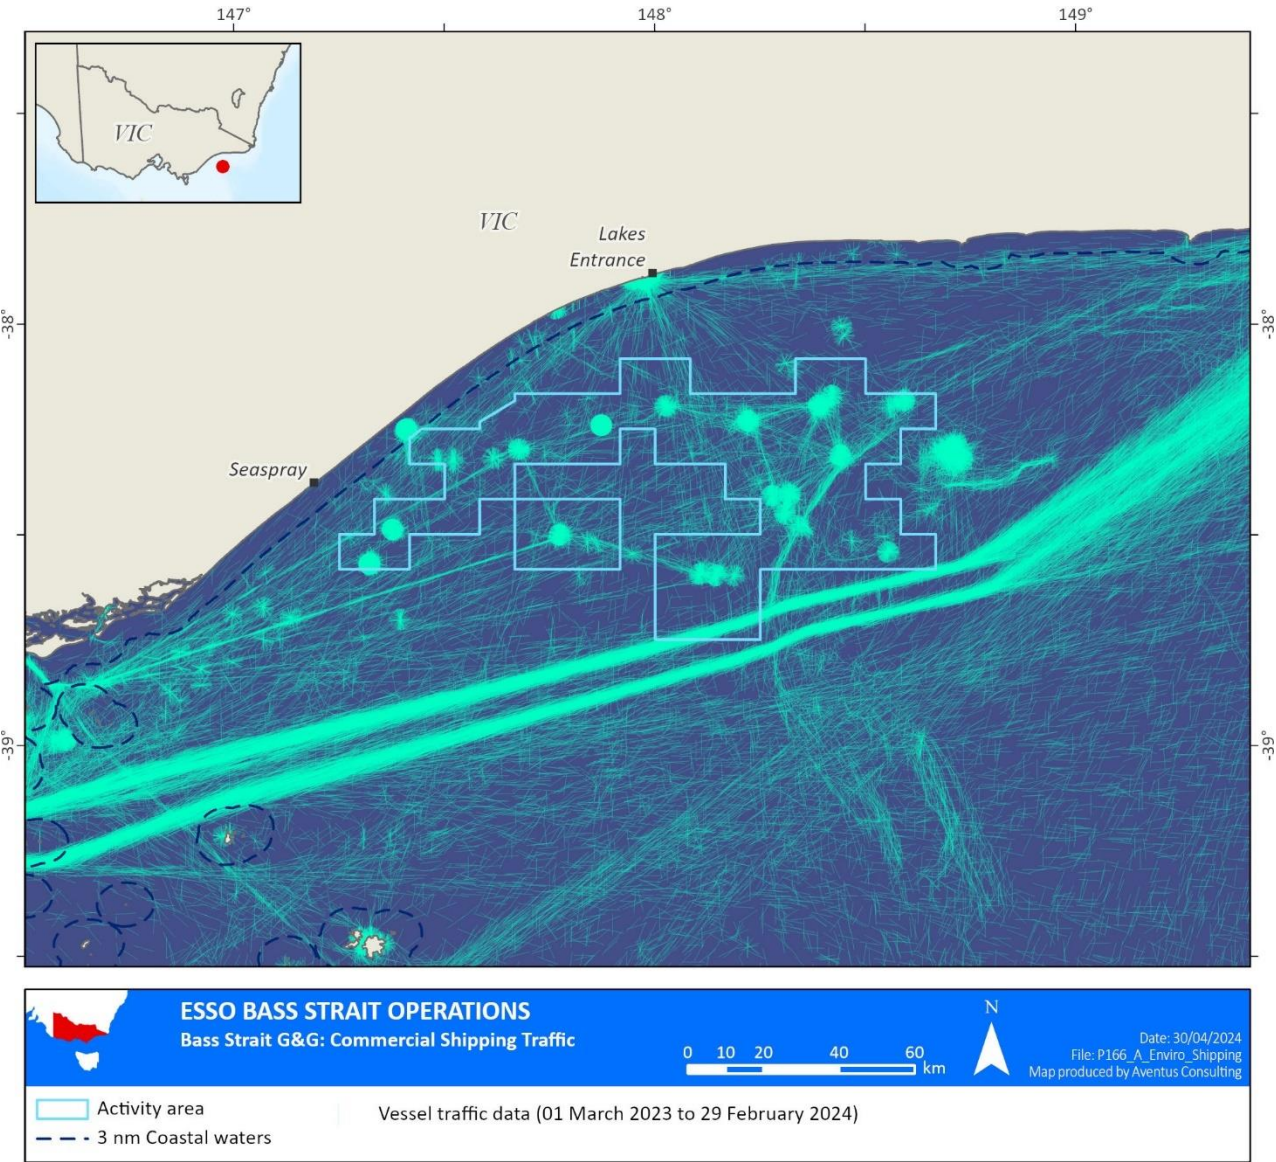 147°
148°
149°
VIC
VIC
Lakes
Entrance
Seaspray
-38°
-38°
-39°
-39°
ESSO BASS STRAIT OPERATIONS
Bass Strait G&G: Commercial Shipping Traffic
0 10 20 40 60 km
N
Date: 30/04/2024
File: P166_A_Enviro_Shipping
Map produced by Aventus Consulting
Activity area
Vessel traffic data (01 March 2023 to 29 February 2024)
3 nm Coastal waters